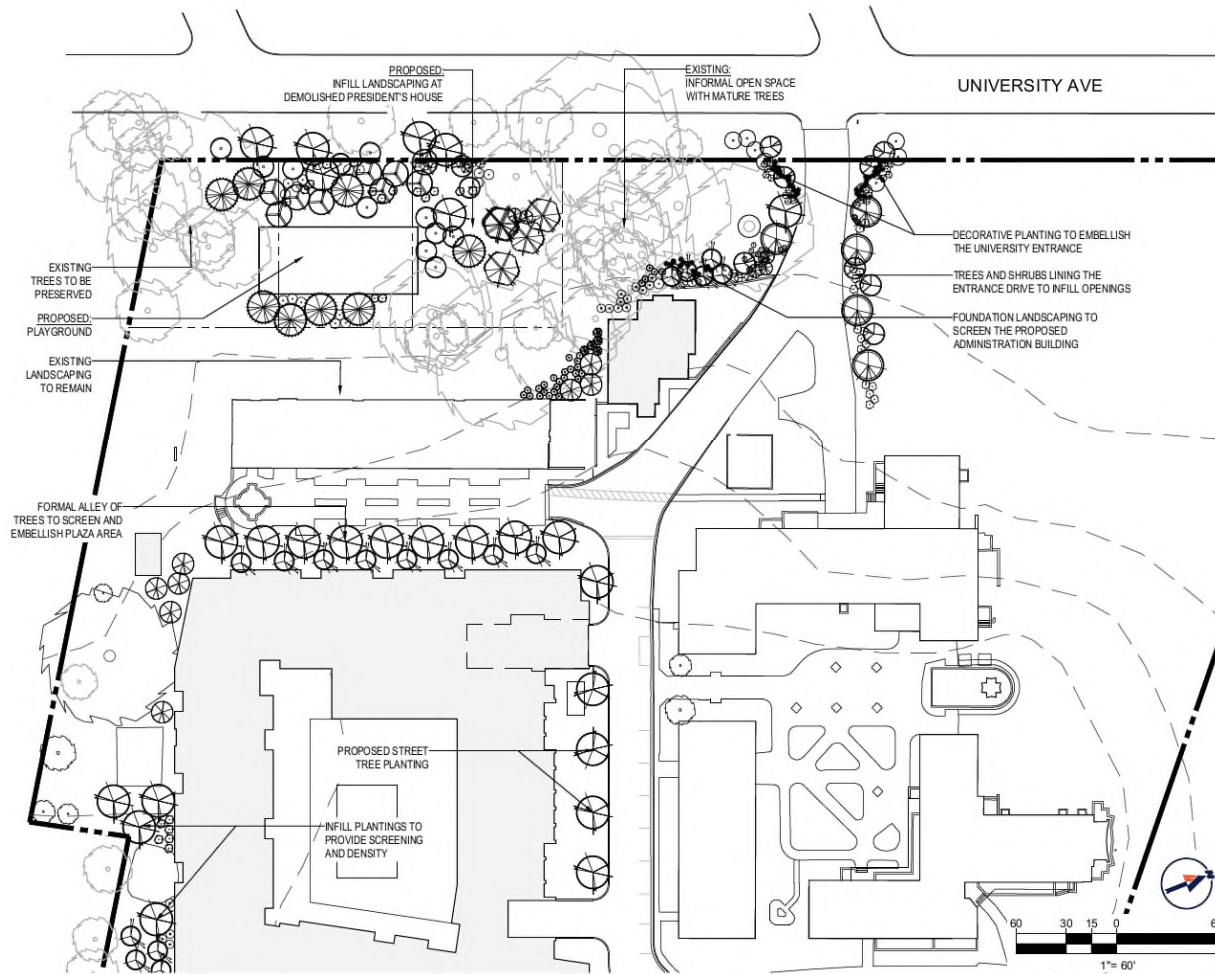 PROPOSED:
INFILL LANDSCAPING AT
DEMOLISHED PRESIDENT'S HOUSE
EXISTING:
INFORMAL OPEN SPACE
WITH MATURE TREES
UNIVERSITY AVE
DECORATIVE PLANTING TO EMBELLISH
THE UNIVERSITY ENTRANCE
TREES AND SHRUBS LINING THE
ENTRANCE DRIVE TO INFILL OPENINGS
FOUNDATION LANDSCAPING TO
SCREEN THE PROPOSED
ADMINISTRATION BUILDING
EXISTING
TREES TO BE
PRESERVED
PROPOSED:
PLAYGROUND
EXISTING
LANDSCAPING
TO REMAIN
FORMAL ALLEY OF
TREES TO SCREEN AND
EMBELLISH PLAZA AREA
PROPOSED STREET
TREE PLANTING
INFILL PLANTINGS TO
PROVIDE SCREENING
AND DENSITY
N
60 30 15 0 6
1"= 60'